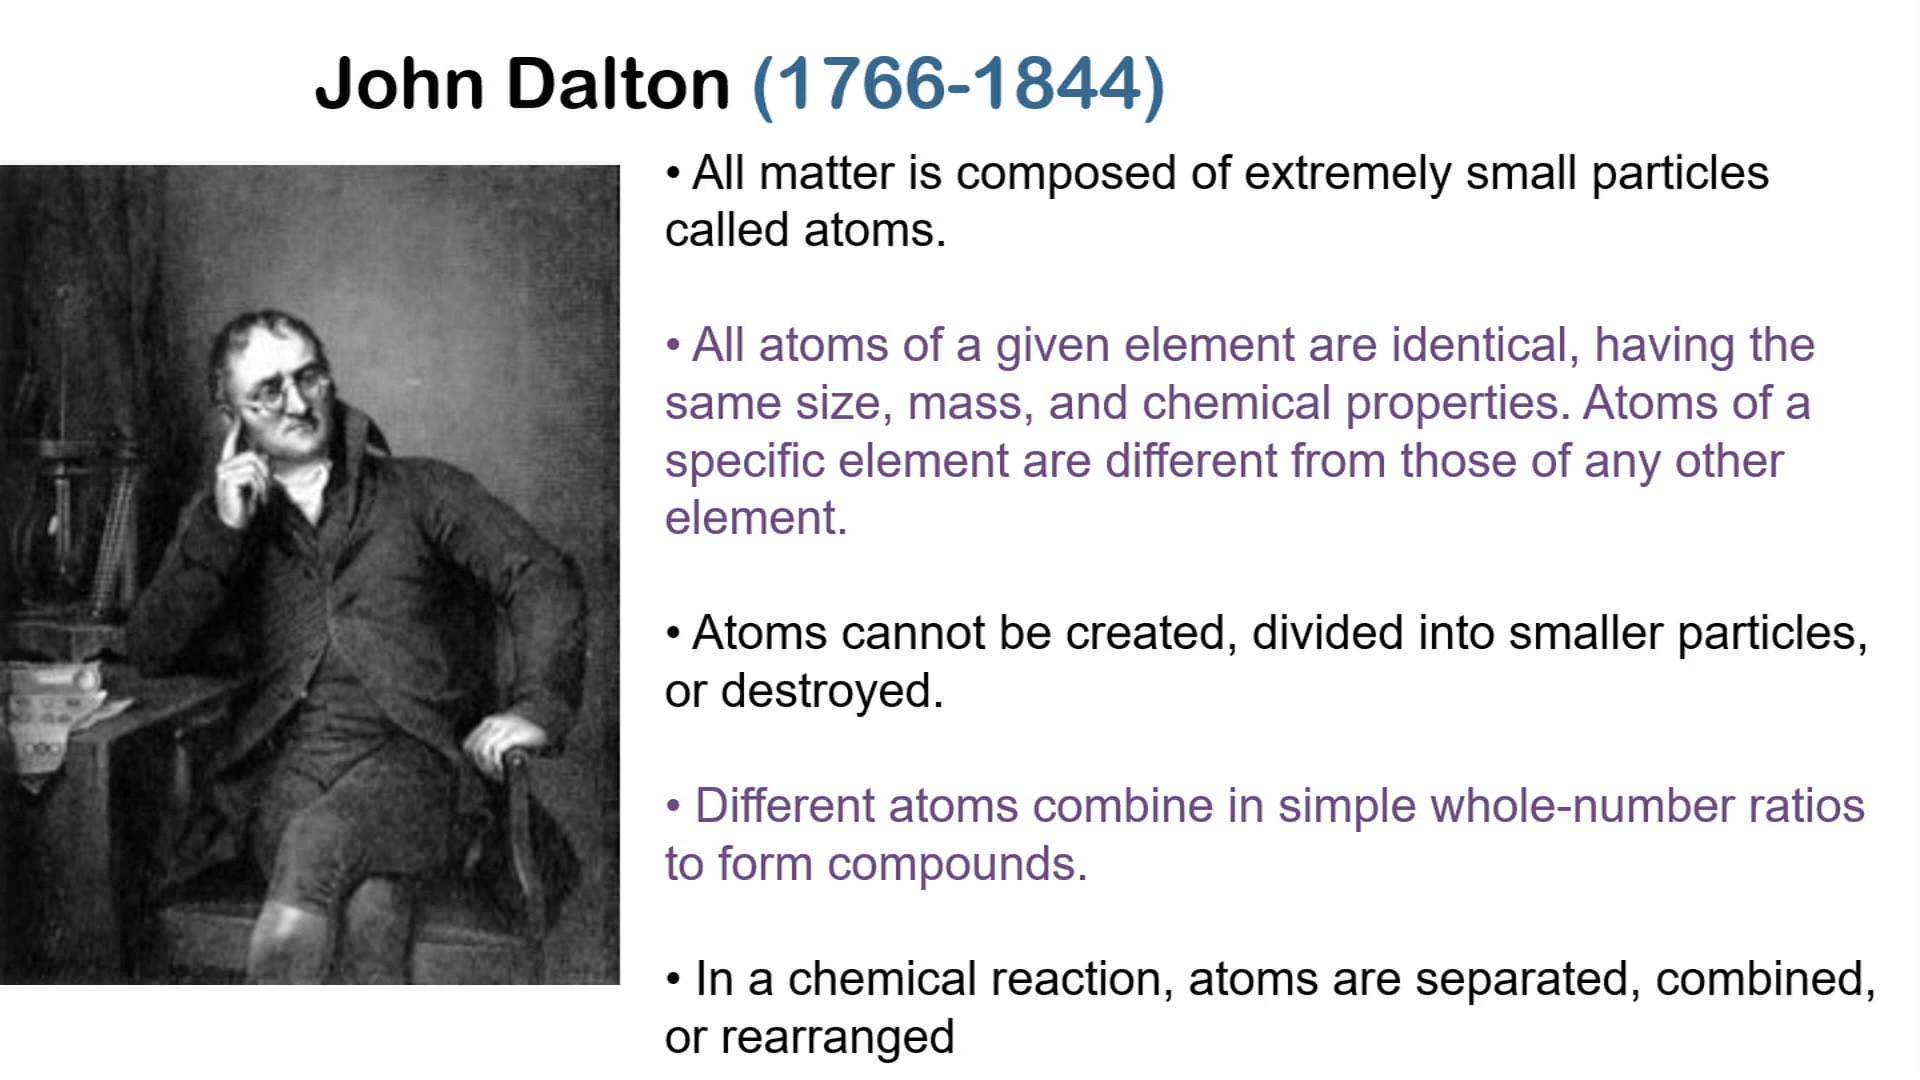 John Dalton (1766-1844)
• All matter is composed of extremely small particles
called atoms.
• All atoms of a given element are identical, having the
same size, mass, and chemical properties. Atoms of a
specific element are different from those of any other
element.
• Atoms cannot be created, divided into smaller particles,
or destroyed.
• Different atoms combine in simple whole-number ratios
to form compounds.
• In a chemical reaction, atoms are separated, combined,
or rearranged